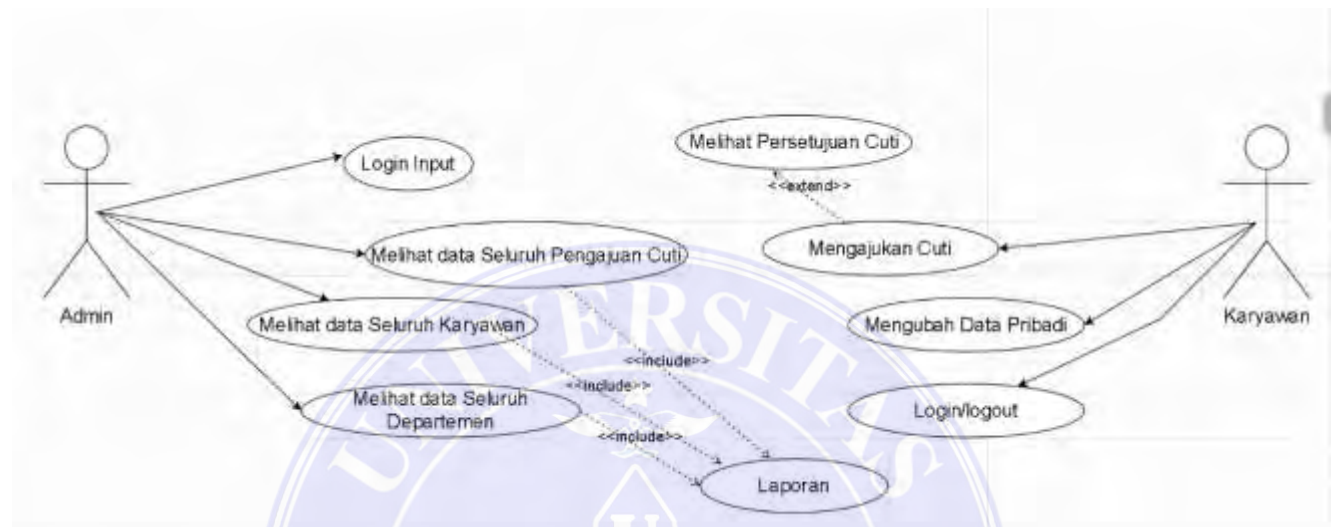 Melihat Persetujuan Cuti
Login Input
<<extend>>
Melihat data Seluruh Pengajuan Cuti
Mengajukan Cuti
Admin
Melihat data Seluruh Karyawan
Mengubah Data Pribadi
Karyawan
<<include>>
<<include>>
Melihat data Seluruh
Departemen
Login/logout
<<include>>
Laporan
UNIVERSITAS
U